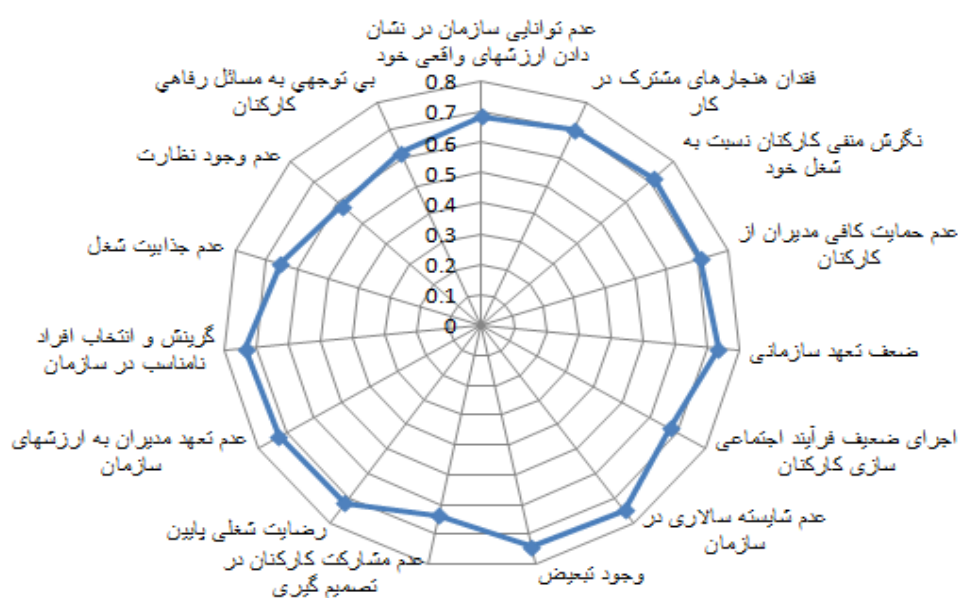 عدم توانایی سازمان در نشان
دادن ارزشهای واقعی خود
فقدان هنجارهای مشترک در
کار
نگرش منفی کارکنان نسبت به
شغل خود
عدم حمایت کافی مدیران از
کارکنان
ضعف تعهد سازمانی
اجرای ضعیف فرآیند اجتماعی
سازی کارکنان
عدم شایسته سالاری در
سازمان
وجود تبعیض
عدم مشارکت کارکنان در
تصمیم گیری
رضایت شغلی پایین
عدم تعهد مدیران به ارزشهای
سازمان
گزینش و انتخاب افراد
نامناسب در سازمان
عدم جذابیت شغل
عدم وجود نظارت
بي توجهي به مسائل رفاهي
کارکنان
0.8
0.7
0.6
0.5
0.4
0.3
0.2
0.1
0